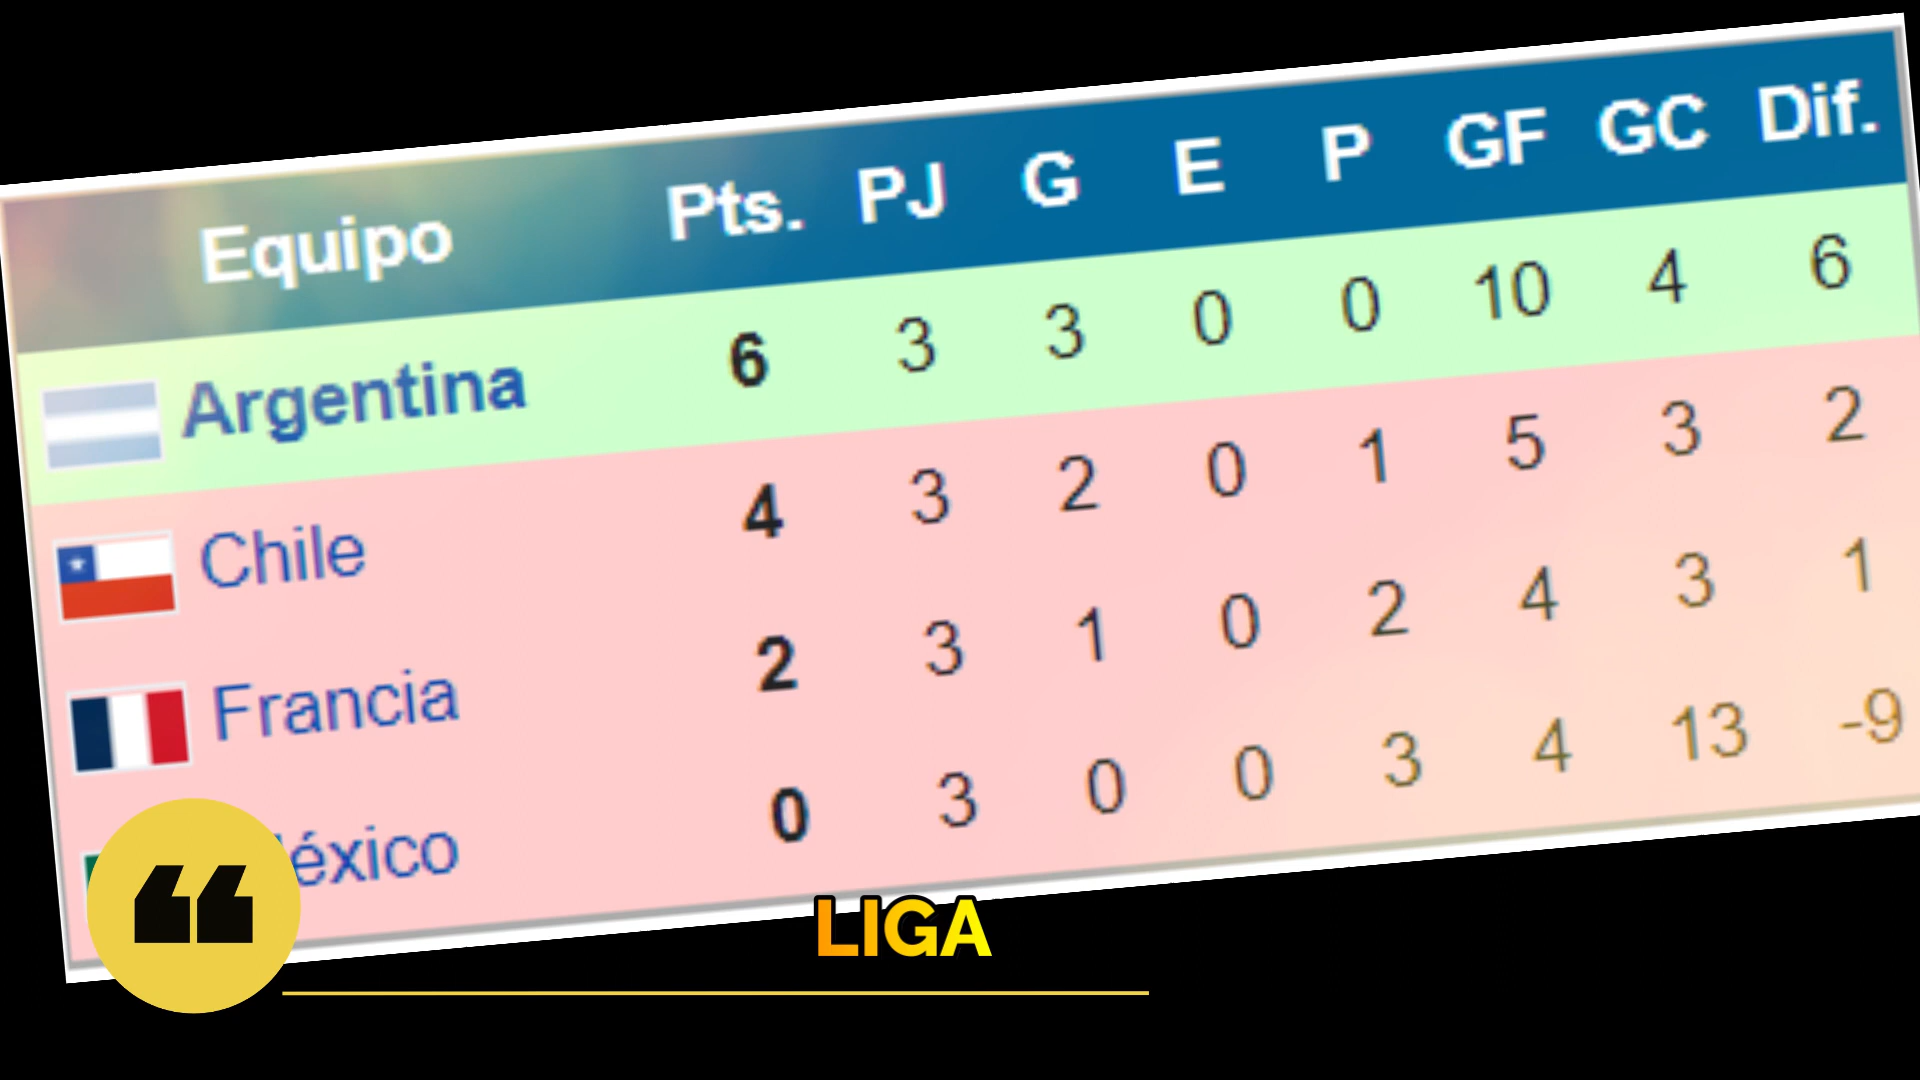 Equipo Pts. PJ G E P GF GC Dif.
Argentina 6 3 3 0 0 10 4 6
Chile 4 3 2 0 1 5 3 2
Francia 2 3 1 0 2 4 3 1
éxico 0 3 0 0 3 4 13 -9
❝
LIGA